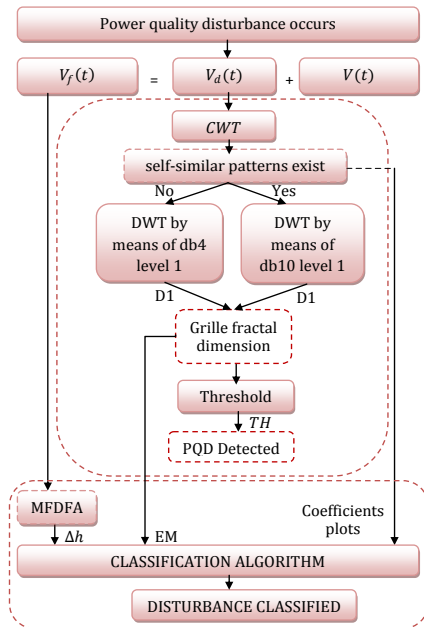 Power quality disturbance occurs
V_f(t) = V_d(t) + V(t)
CWT
self-similar patterns exist
No Yes
DWT by
means of db4
level 1
DWT by
means of
db10 level 1
D1 D1
Grille fractal
dimension
Threshold
TH
PQD Detected
MFDFA
Δh
EM
Coefficients
plots
CLASSIFICATION ALGORITHM
DISTURBANCE CLASSIFIED